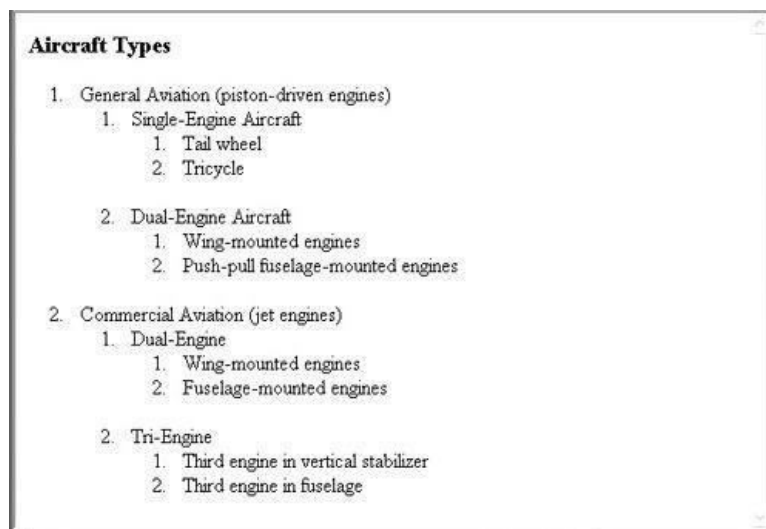 Aircraft Types
1. General Aviation (piston-driven engines)
1. Single-Engine Aircraft
1. Tail wheel
2. Tricycle
2. Dual-Engine Aircraft
1. Wing-mounted engines
2. Push-pull fuselage-mounted engines
2. Commercial Aviation (jet engines)
1. Dual-Engine
1. Wing-mounted engines
2. Fuselage-mounted engines
2. Tri-Engine
1. Third engine in vertical stabilizer
2. Third engine in fuselage